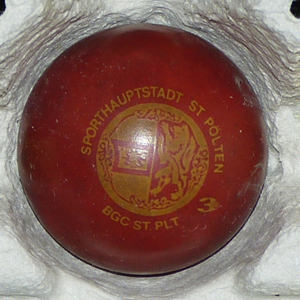 SPORTHAUPTSTADT ST PÖLTEN
BGC ST. PLT
3